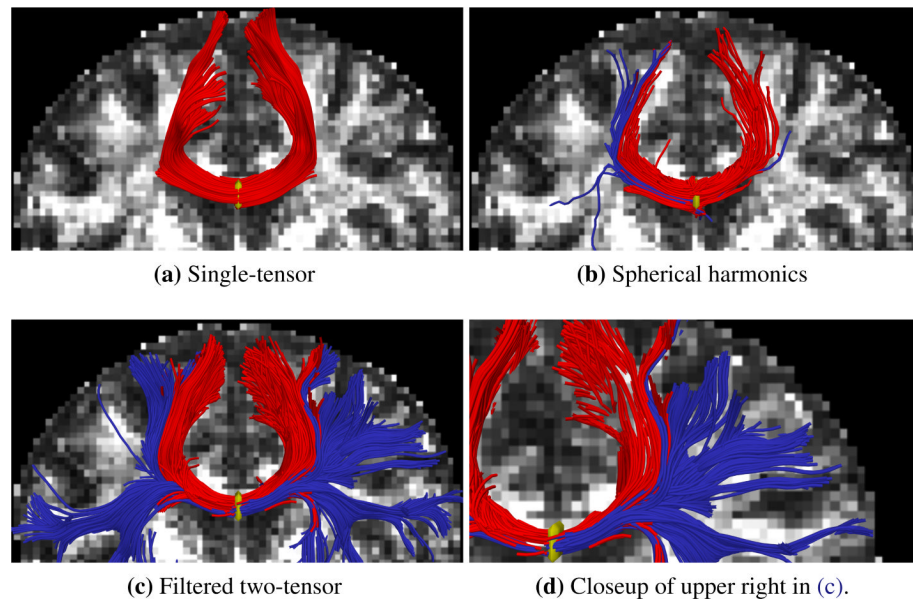 (a) Single-tensor
(b) Spherical harmonics
(c) Filtered two-tensor
(d) Closeup of upper right in (c).